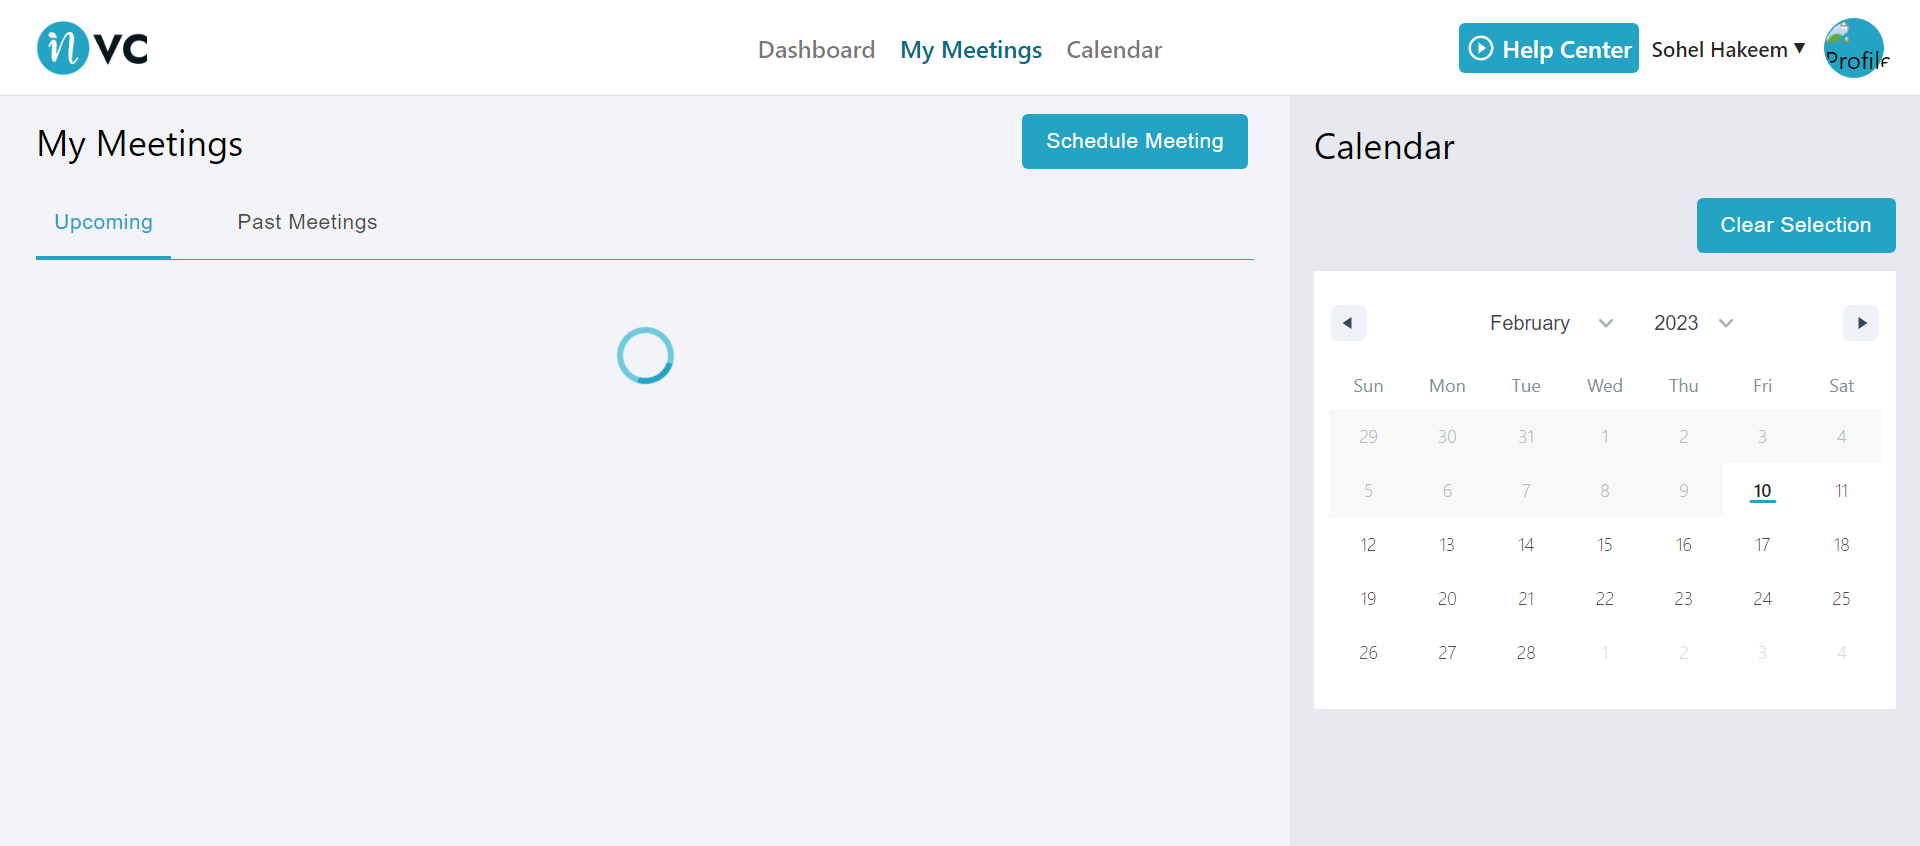 n VC
Dashboard My Meetings Calendar
Help Center Sohel Hakeem ▼ Profile
My Meetings
Schedule Meeting
Upcoming Past Meetings
Calendar
Clear Selection
February 2023
Sun Mon Tue Wed Thu Fri Sat
29 30 31 1 2 3 4
5 6 7 8 9 10 11
12 13 14 15 16 17 18
19 20 21 22 23 24 25
26 27 28 1 2 3 4